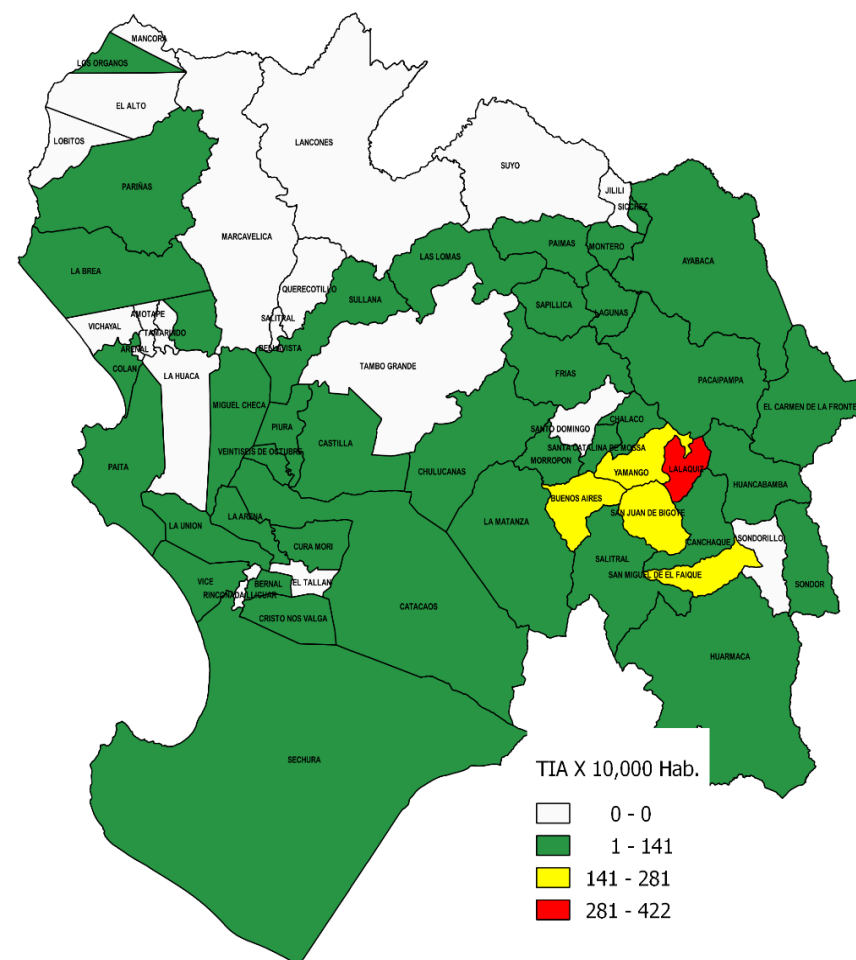 MANCORA
LOS ORGANOS
EL ALTO
LOBITOS
LANCONES
SUYO
PARIÑAS
JILILI
SICCHEZ
MARCAVELICA
LAS LOMAS
PAIMAS
MONTERO
AYABACA
LA BREA
QUERECOTILLO
SULLANA
SAPILLICA
LAGUNAS
AMOTAPE
SALITRAL
VICHAYAL
TAMARINDO
ARENAL
BELLAVISTA
COLAN
LA HUACA
TAMBO GRANDE
FRIAS
PACAIPAMPA
MIGUEL CHECA
EL CARMEN DE LA FRONTE
PIURA
CASTILLA
SANTO DOMINGO
CHALACO
VEINTISEIS DE OCTUBRE
SANTA CATALINA DE MOSSA
PAITA
CHULUCANAS
MORROPON
YAMANGO
LALAQUIZ
HUANCABAMBA
BUENOS AIRES
LA ARENA
SAN JUAN DE BIGOTE
LA UNION
LA MATANZA
CURA MORI
CANCHAQUE
SONDORILLO
SALITRAL
SAN MIGUEL DE EL FAIQUE
SONDOR
VICE
BERNAL
EL TALLAN
RINCONADA LLICUAR
CATACAOS
CRISTO NOS VALGA
HUARMACA
SECHURA
TIA X 10,000 Hab.
0 - 0
1 - 141
141 - 281
281 - 422